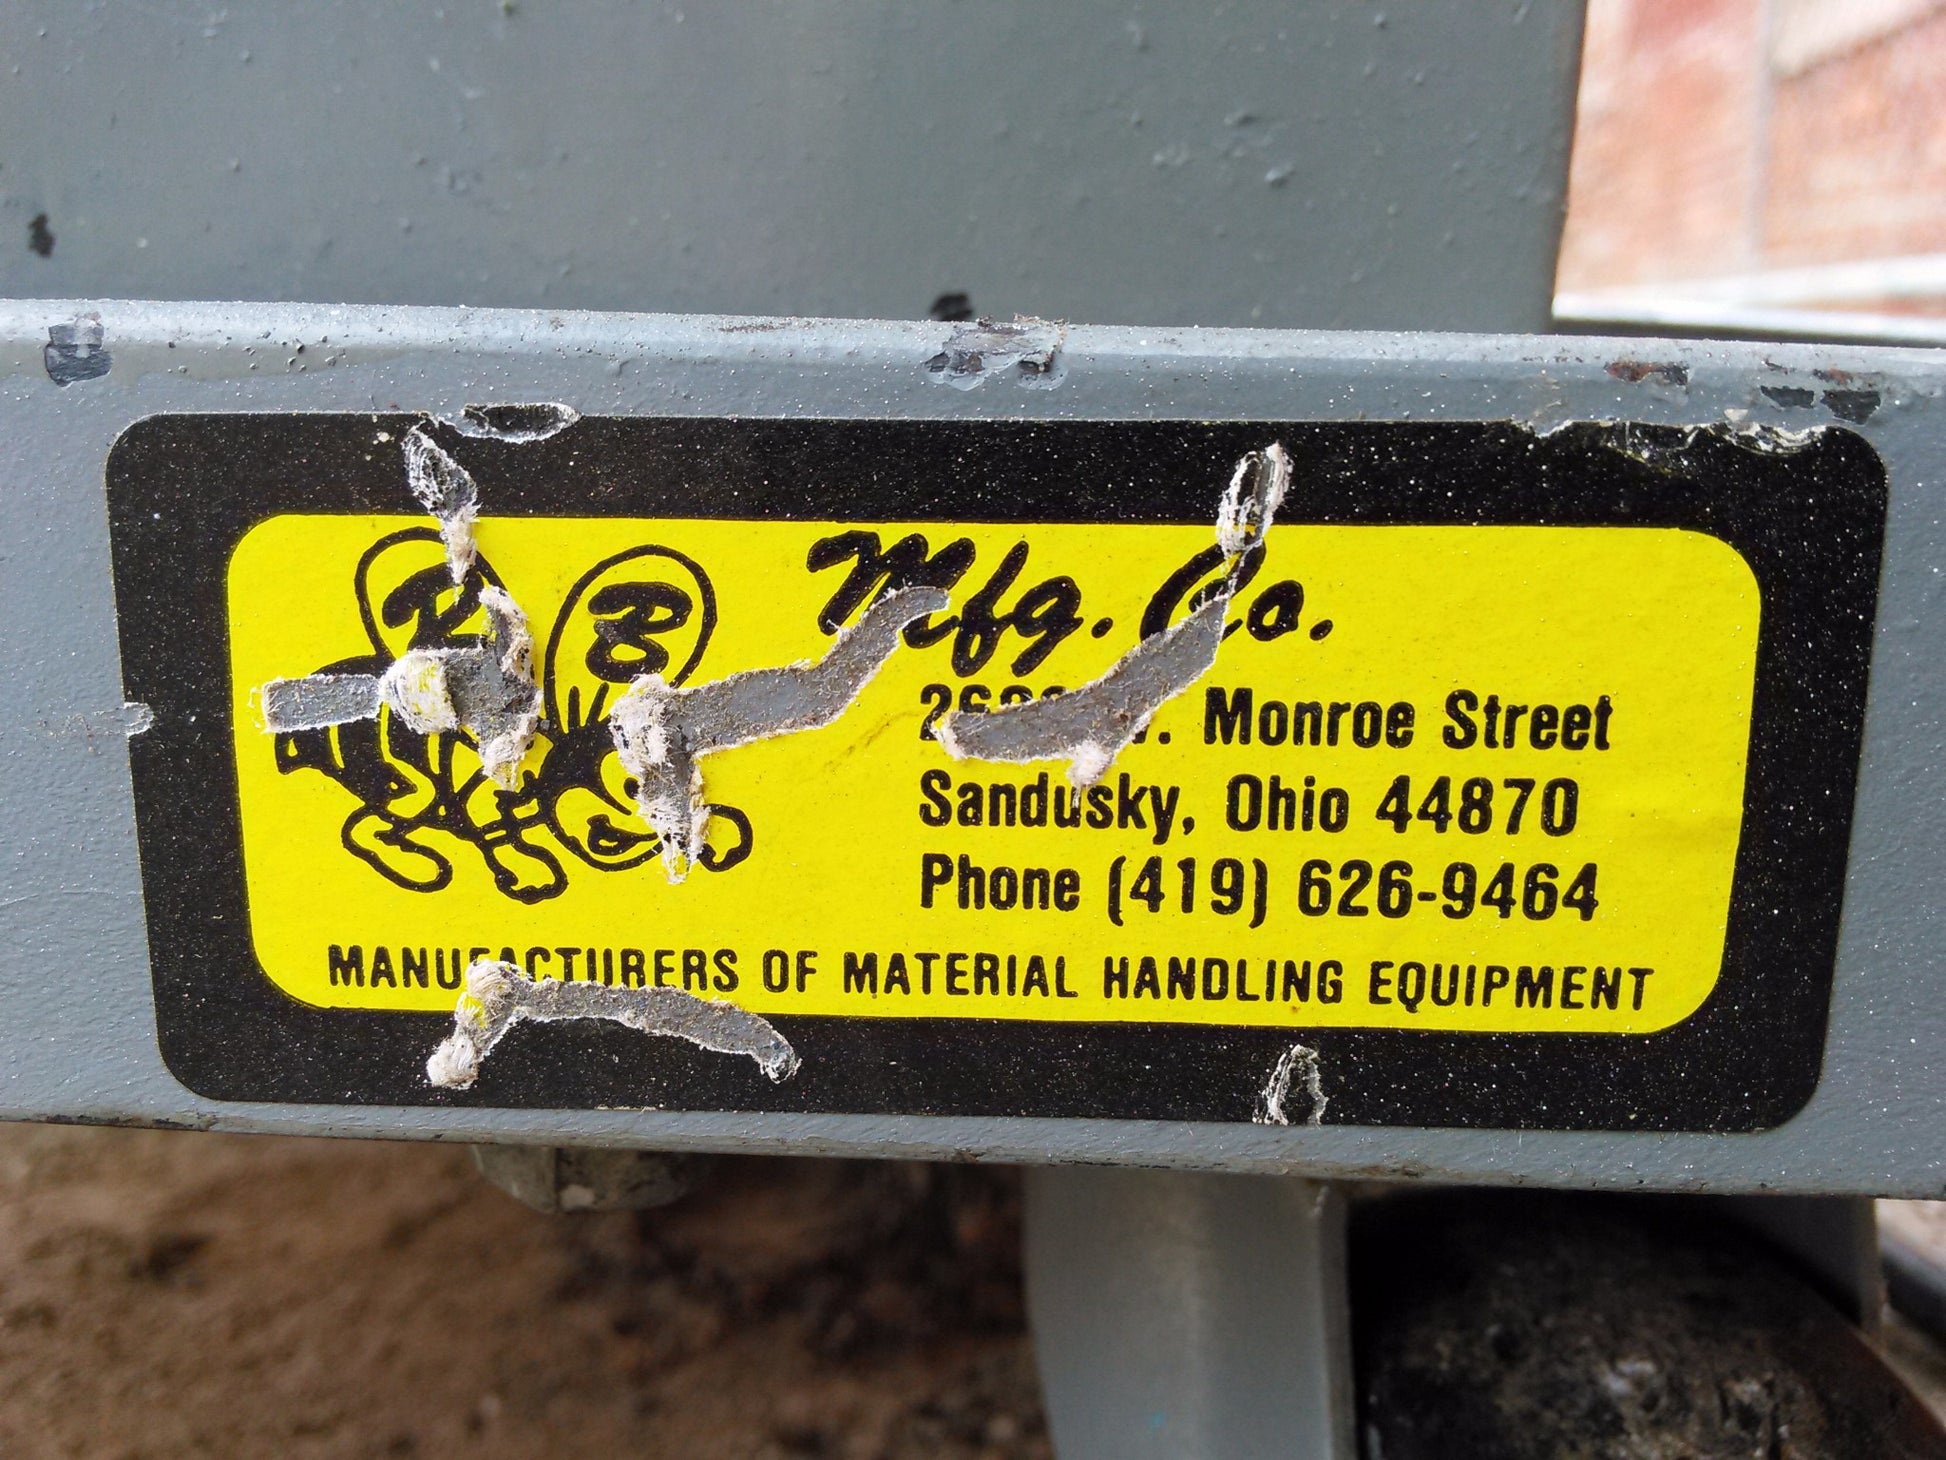 B Mfg. Co.
Monroe Street
Sandusky, Ohio 44870
Phone (419) 626-9464
MANUFACTURERS OF MATERIAL HANDLING EQUIPMENT